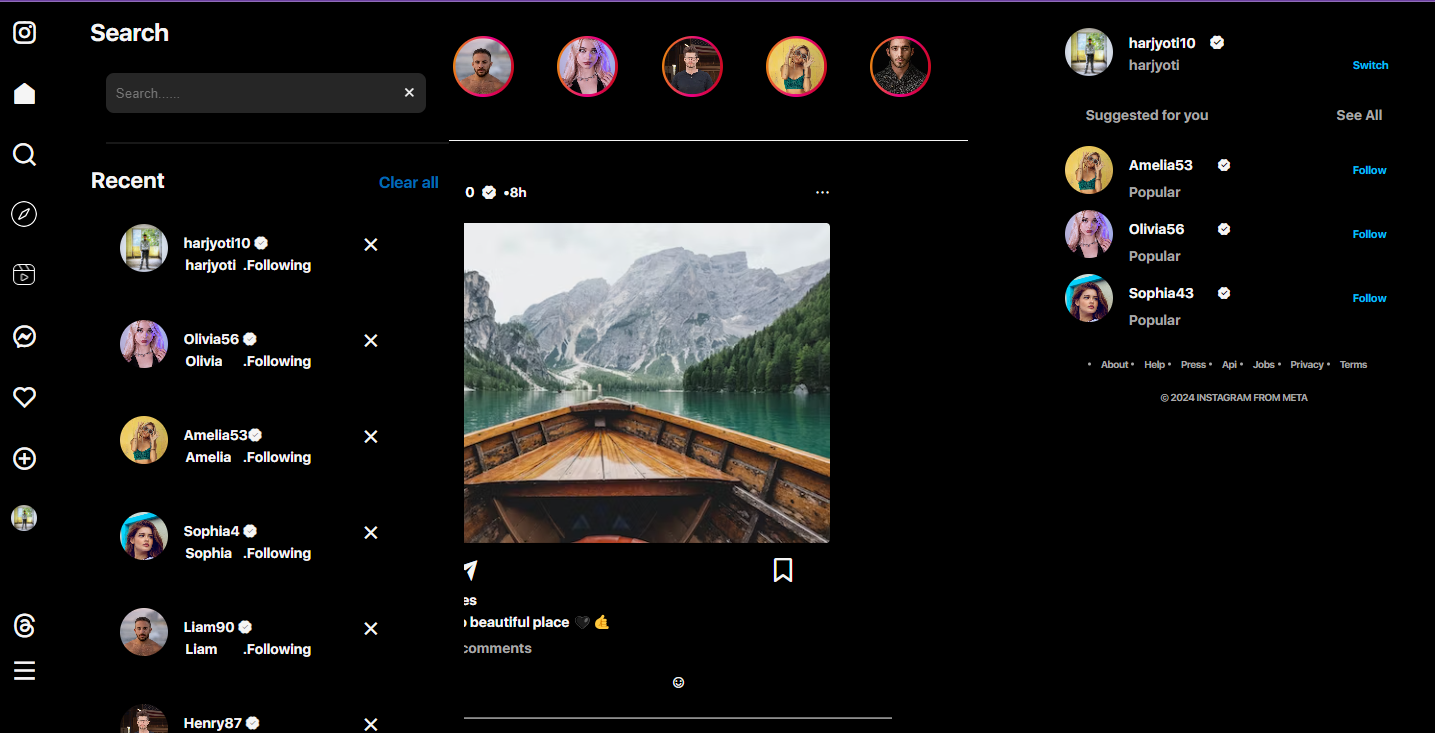 Search
Search......
Recent
Clear all
harjyoti10
harjyoti .Following
Olivia56
Olivia .Following
Amelia53
Amelia .Following
Sophia4
Sophia .Following
Liam90
Liam .Following
Henry87
0 •8h
...
es
o beautiful place 🖤 🤙
comments
harjyoti10
harjyoti
Switch
Suggested for you
See All
Amelia53
Popular
Follow
Olivia56
Popular
Follow
Sophia43
Popular
Follow
• About • Help • Press • Api • Jobs • Privacy • Terms
© 2024 INSTAGRAM FROM META